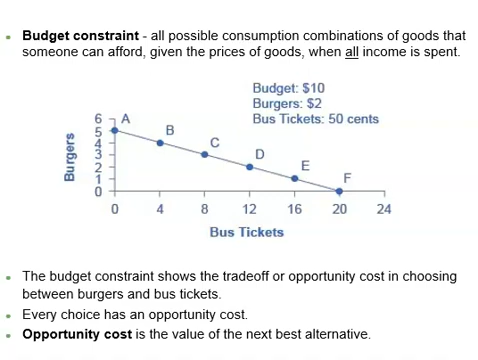 Budget constraint - all possible consumption combinations of goods that
someone can afford, given the prices of goods, when all income is spent.
Budget: $10
Burgers: $2
Bus Tickets: 50 cents
Burgers
6
5
4
3
2
1
0
A
B
C
D
E
F
0 4 8 12 16 20 24
Bus Tickets
The budget constraint shows the tradeoff or opportunity cost in choosing
between burgers and bus tickets.
Every choice has an opportunity cost.
Opportunity cost is the value of the next best alternative.